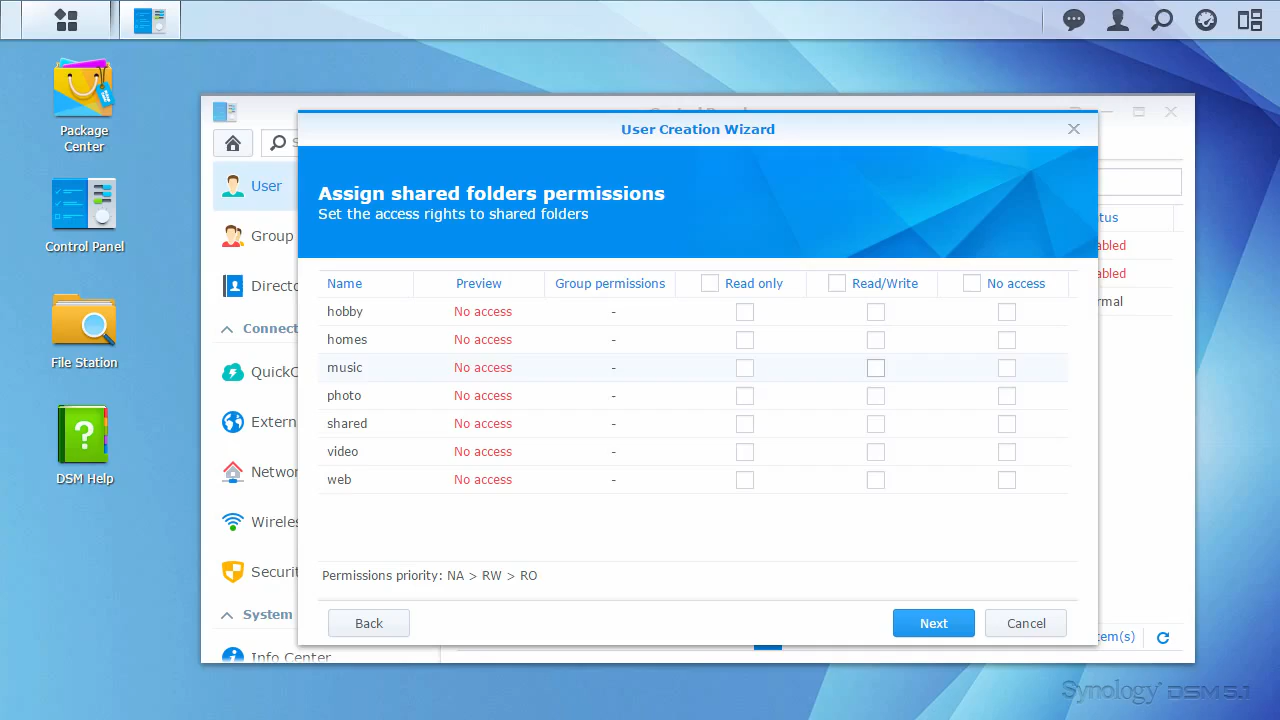 Package
Center
Control Panel
File Station
DSM Help
User
Group
Connect
System
Info Center
User Creation Wizard
Assign shared folders permissions
Set the access rights to shared folders
Name Preview Group permissions Read only Read/Write No access
hobby No access -
homes No access -
music No access -
photo No access -
shared No access -
video No access -
web No access -
Permissions priority: NA > RW > RO
Back Next Cancel
Synology DSM 5.1